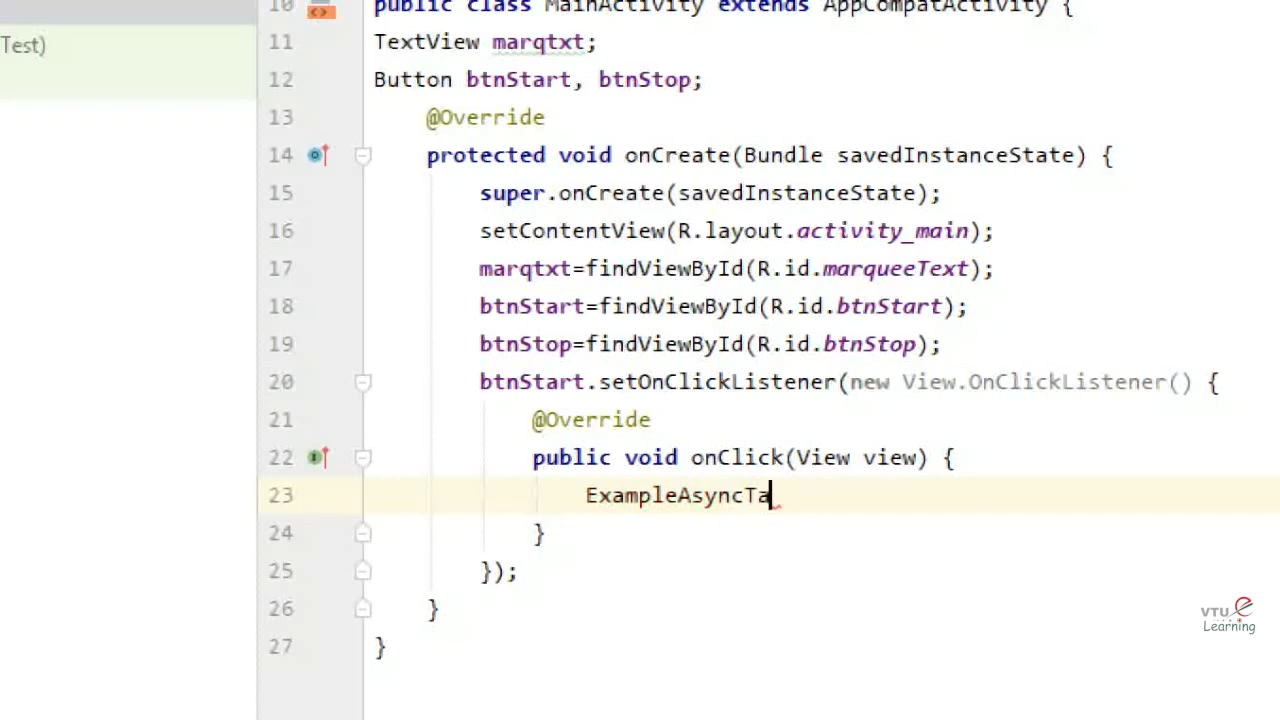 10 public class MainActivity extends AppCompatActivity {
Test)
11 TextView marqtxt;
12 Button btnStart, btnStop;
13 @Override
14 protected void onCreate(Bundle savedInstanceState) {
15 super.onCreate(savedInstanceState);
16 setContentView(R.layout.activity_main);
17 marqtxt=findViewById(R.id.marqueeText);
18 btnStart=findViewById(R.id.btnStart);
19 btnStop=findViewById(R.id.btnStop);
20 btnStart.setOnClickListener(new View.OnClickListener() {
21 @Override
22 public void onClick(View view) {
23 ExampleAsyncTa
24 }
25 });
26 }
27 }
VTU e
Learning